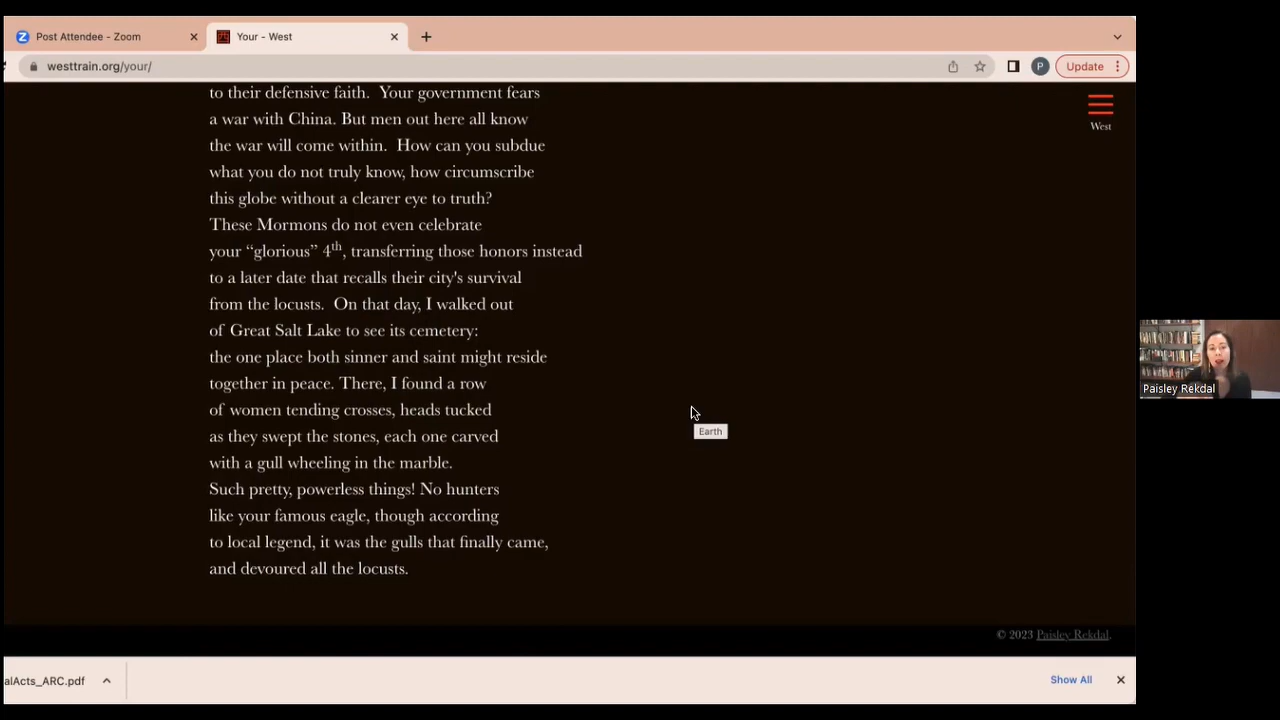 Post Attendee - Zoom
Your - West
westtrain.org/your/
P
Update
to their defensive faith.  Your government fears
a war with China. But men out here all know
the war will come within.  How can you subdue
what you do not truly know, how circumscribe
this globe without a clearer eye to truth?
These Mormons do not even celebrate
your “glorious” 4th, transferring those honors instead
to a later date that recalls their city's survival
from the locusts.  On that day, I walked out
of Great Salt Lake to see its cemetery:
the one place both sinner and saint might reside
together in peace. There, I found a row
of women tending crosses, heads tucked
as they swept the stones, each one carved
with a gull wheeling in the marble.
Such pretty, powerless things! No hunters
like your famous eagle, though according
to local legend, it was the gulls that finally came,
and devoured all the locusts.
West
Earth
Paisley Rekdal
© 2023 Paisley Rekdal.
alActs_ARC.pdf
Show All